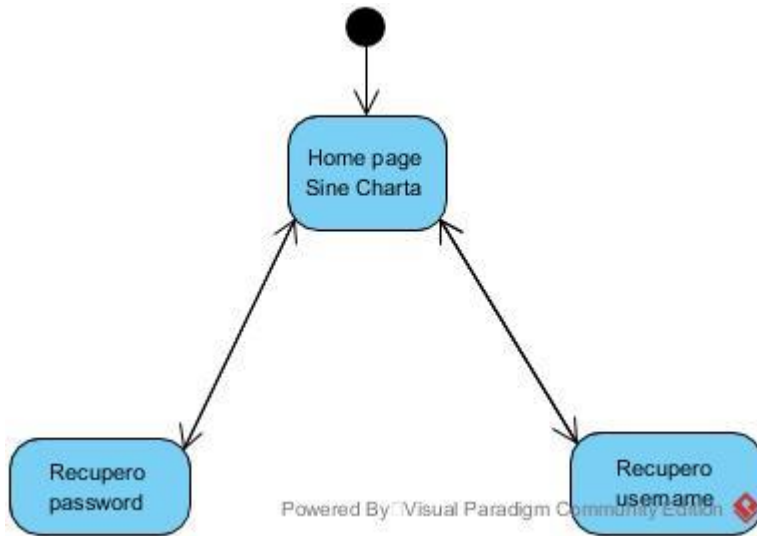 Home page
Sine Charta
Recupero
password
Recupero
username
Powered By Visual Paradigm Community Edition